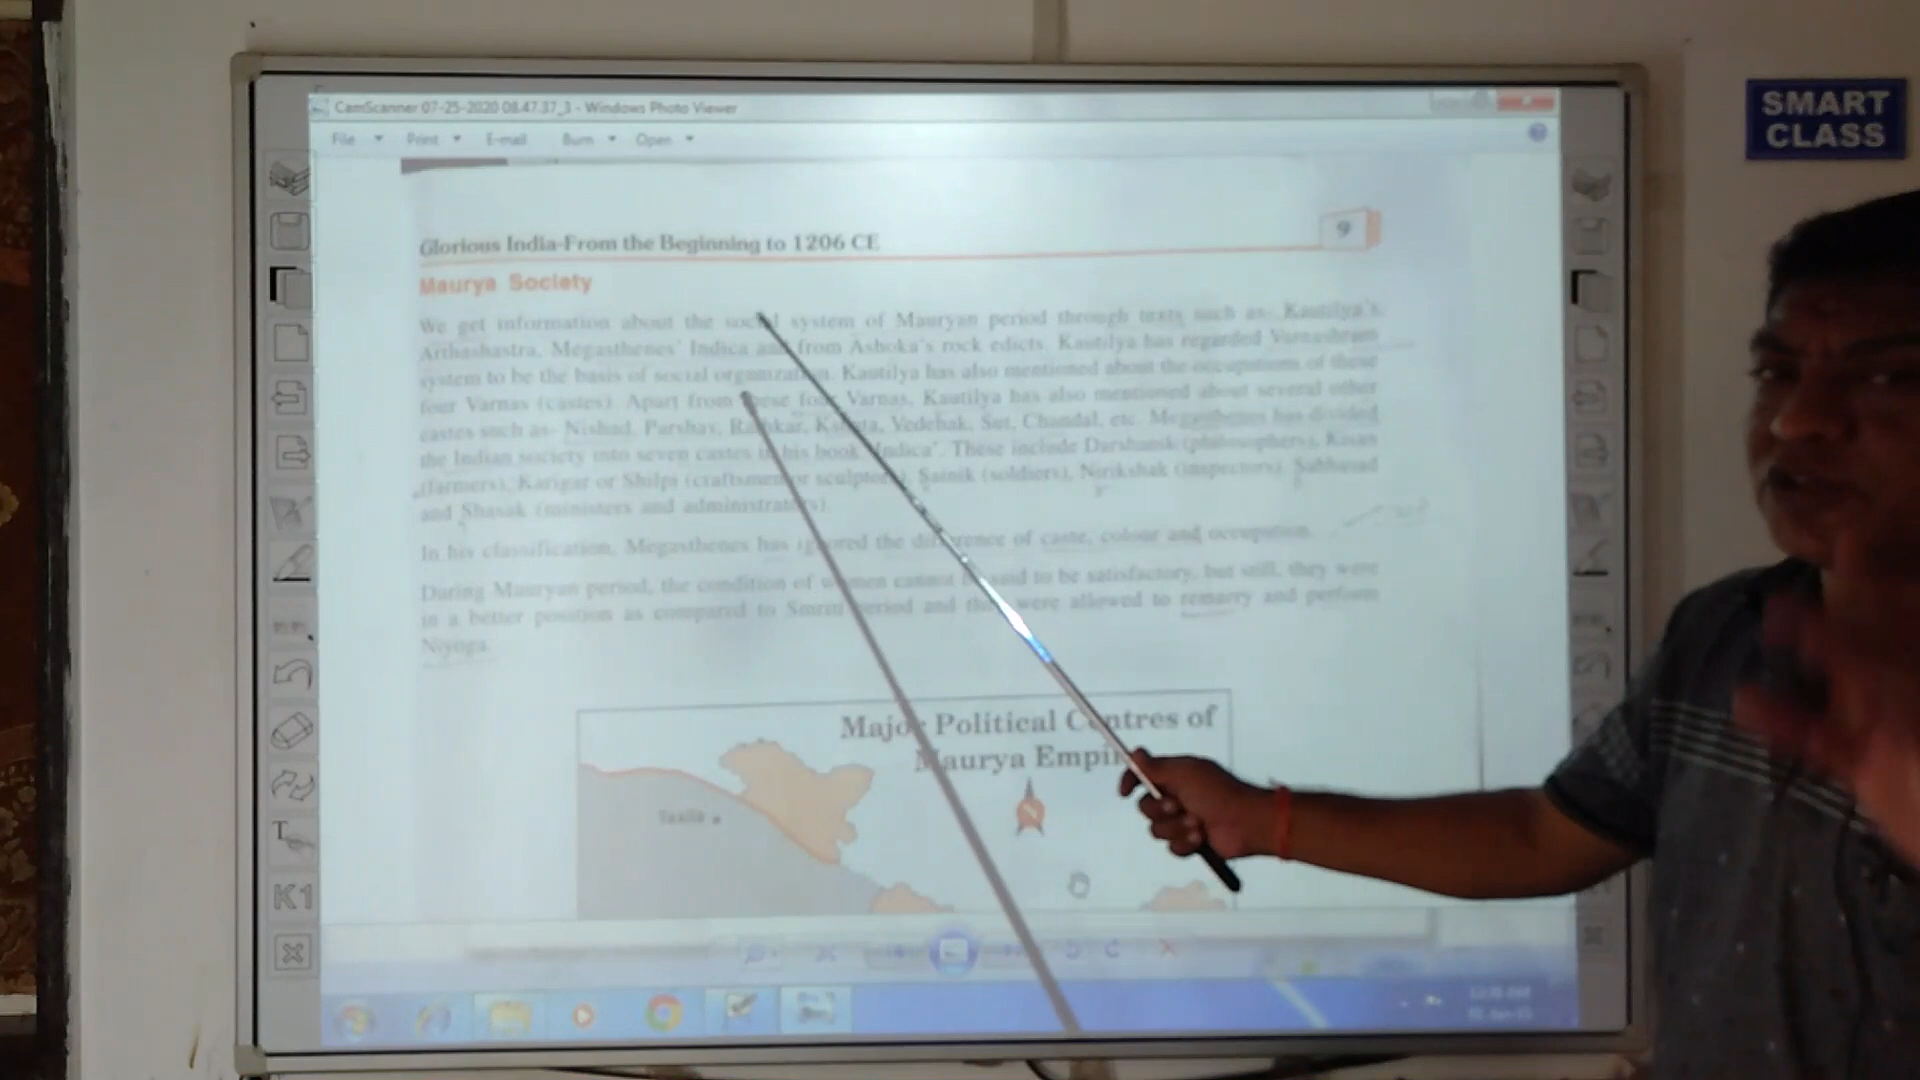 CamScanner 07-25-2020 08.47.37_3 - Windows Photo Viewer
File Print E-mail Burn Open
SMART
CLASS
Glorious India-From the Beginning to 1206 CE 9
Maurya Society
We get information about the social system of Mauryan period through texts such as- Kautilya's
Arthashastra, Megasthenes' Indica and from Ashoka's rock edicts. Kautilya has regarded Varnashram
system to be the basis of social organization. Kautilya has also mentioned about the occupations of these
four Varnas (castes). Apart from these four Varnas, Kautilya has also mentioned about several other
castes such as- Nishad, Parshav, Rathkar, Kshata, Vedehak, Sut, Chandal, etc. Megasthenes has divided
the Indian society into seven castes in his book 'Indica'. These include Darshanik (philosophers), Kisan
(farmers), Karigar or Shilpi (craftsmen or sculptors), Sainik (soldiers), Nirikshak (inspectors), Sabhasad
and Shasak (ministers and administrators).
In his classification, Megasthenes has ignored the difference of caste, colour and occupation.
During Mauryan period, the condition of women cannot be said to be satisfactory, but still, they were
in a better position as compared to Smriti period and they were allowed to remarry and perform
Niyoga.
Major Political Centres of
Maurya Empire
Taxila
N
T
K1